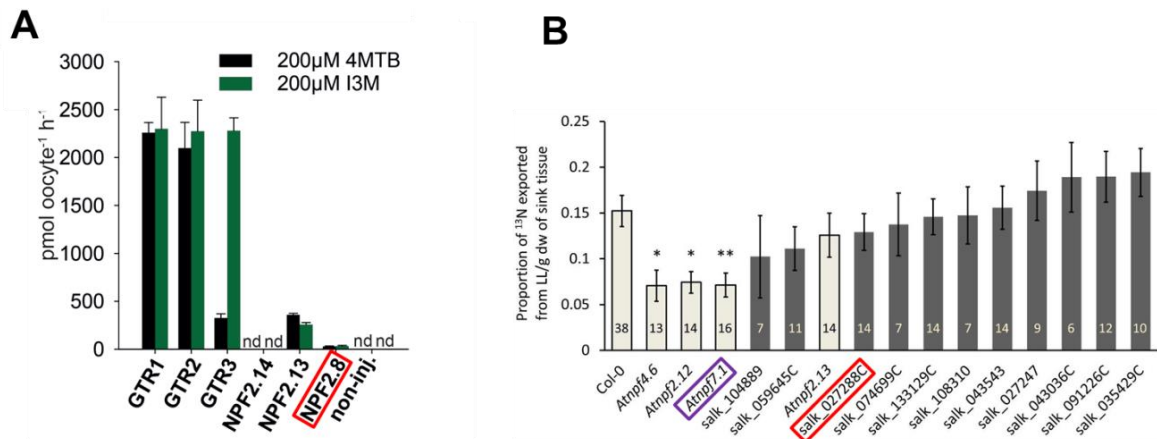 A
3000
2500
2000
1500
1000
500
0
pmol oocyte⁻¹ h⁻¹
200µM 4MTB
200µM I3M
nd nd
nd nd
GTR1
GTR2
GTR3
NPF2.14
NPF2.13
NPF2.8
non-inj.
B
0.25
0.2
0.15
0.1
0.05
0
Proportion of ¹³N exported
from LL/g dw of sink tissue
* * **
38 13 14 16 7 11 14 14 7 14 7 14 9 6 12 10
Col-0
Atnpf4.6
Atnpf2.12
Atnpf7.1
salk_104889
salk_059645C
Atnpf2.13
salk_027288C
salk_074699C
salk_133129C
salk_108310
salk_043543
salk_027247
salk_043036C
salk_091226C
salk_035429C